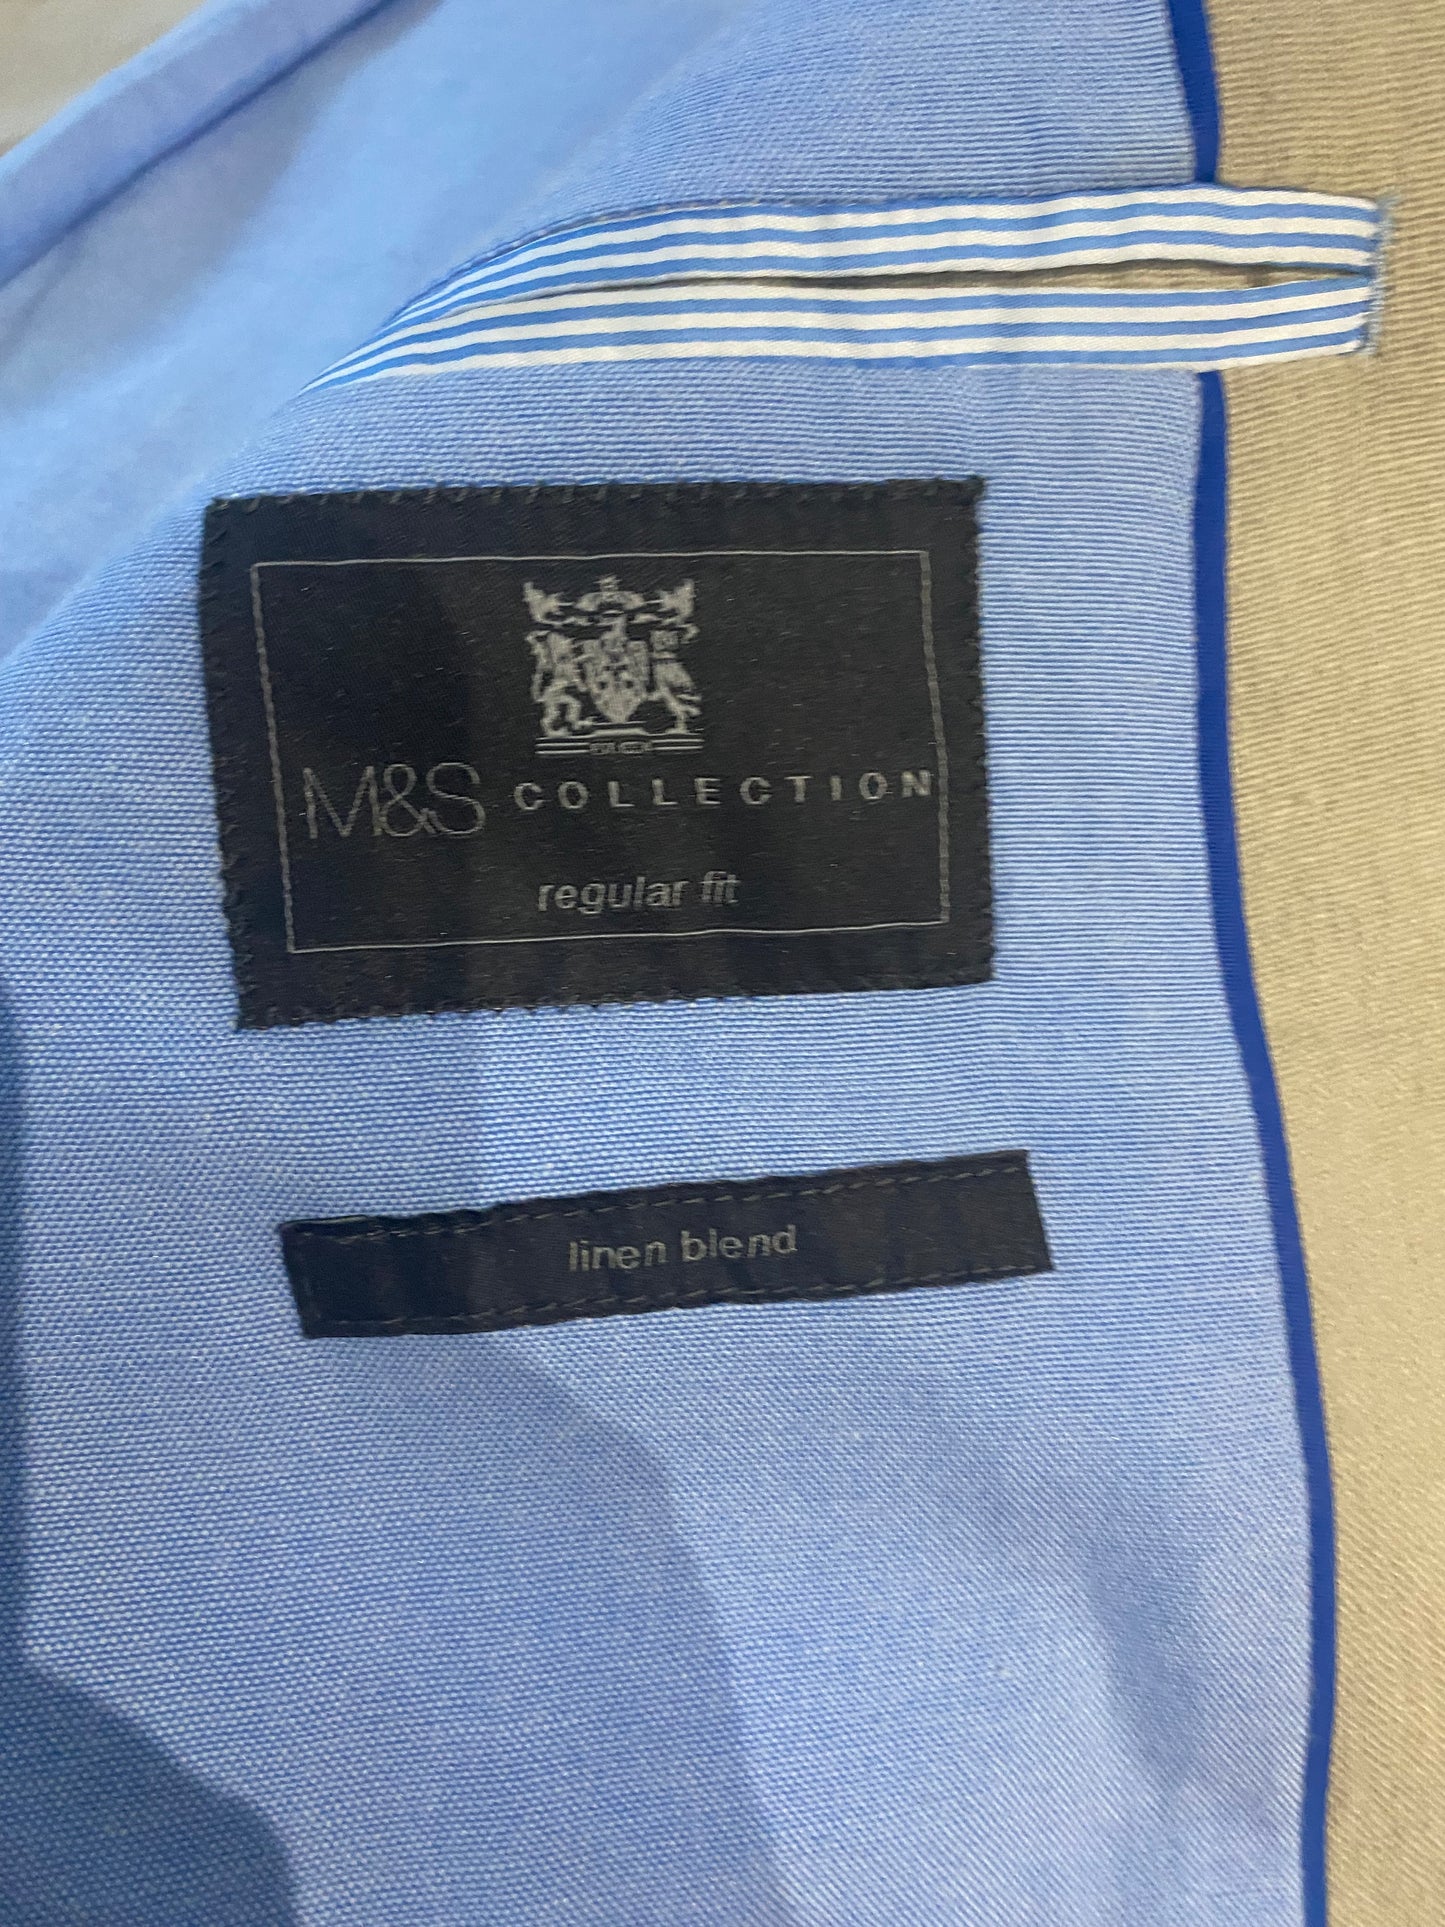 M&S COLLECTION
regular fit
linen blend